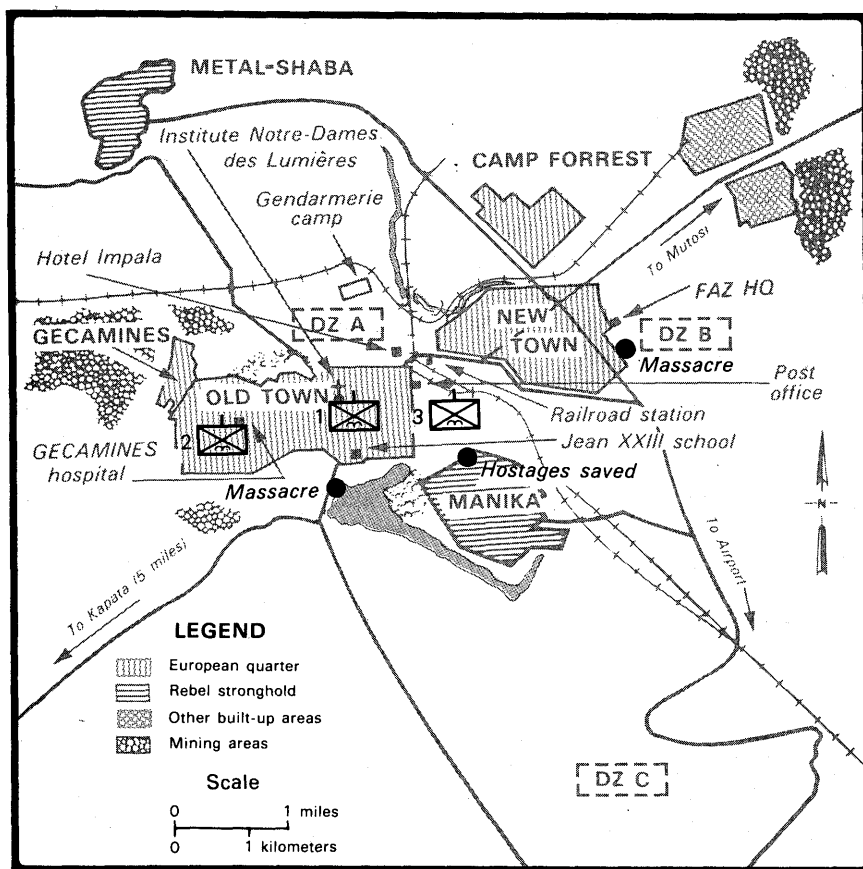 METAL-SHABA
Institute Notre-Dames
des Lumières
CAMP FORREST
Gendarmerie
camp
Hotel Impala
To Mutosi
FAZ HQ
DZ A
NEW
TOWN
DZ B
GECAMINES
Massacre
OLD TOWN
Post
office
1
1
3
1
2
1
Railroad station
Jean XXIII school
GECAMINES
hospital
Hostages saved
Massacre
MANIKA
N
To Airport
To Kapata (5 miles)
LEGEND
European quarter
Rebel stronghold
Other built-up areas
Mining areas
DZ C
Scale
0 1 miles
0 1 kilometers